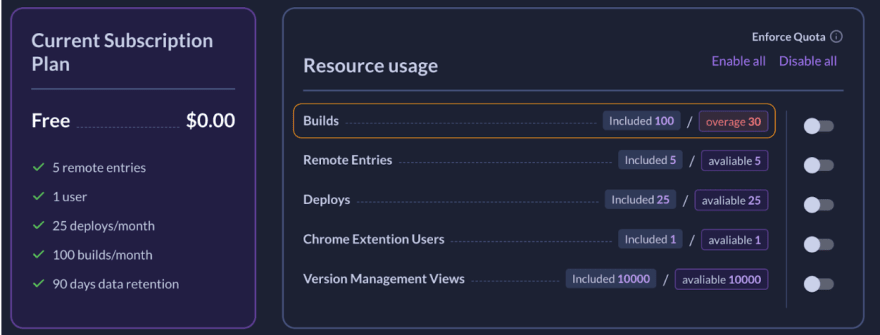 Current Subscription
Plan
Free $0.00
5 remote entries
1 user
25 deploys/month
100 builds/month
90 days data retention
Enforce Quota
Resource usage Enable all Disable all
Builds Included 100 / overage 30
Remote Entries Included 5 / avaliable 5
Deploys Included 25 / avaliable 25
Chrome Extention Users Included 1 / avaliable 1
Version Management Views Included 10000 / avaliable 10000